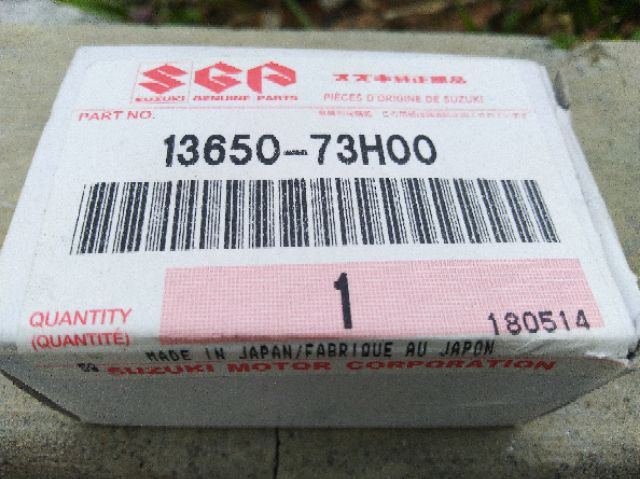 SGP スズキ純正部品
SUZUKI GENUINE PARTS PIÈCES D'ORIGINE DE SUZUKI
PART NO.
13650-73H00
1
QUANTITY
(QUANTITÉ)
180514
MADE IN JAPAN/FABRIQUE AU JAPON
SUZUKI MOTOR CORPORATION